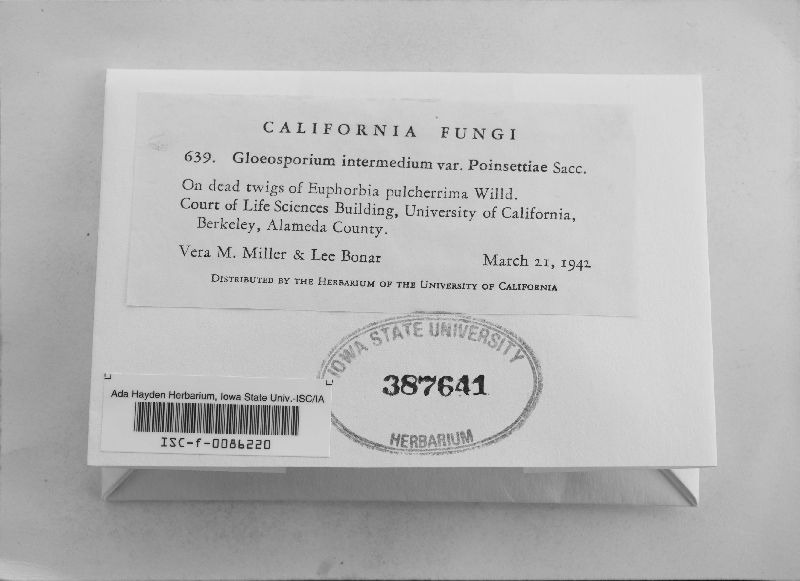 CALIFORNIA FUNGI
639. Gloeosporium intermedium var. Poinsettiae Sacc.
On dead twigs of Euphorbia pulcherrima Willd.
Court of Life Sciences Building, University of California,
Berkeley, Alameda County.
Vera M. Miller & Lee Bonar March 21, 1942
DISTRIBUTED BY THE HERBARIUM OF THE UNIVERSITY OF CALIFORNIA
IOWA STATE UNIVERSITY
387641
HERBARIUM
Ada Hayden Herbarium, Iowa State Univ.-ISC/IA
ISC-f-0086220